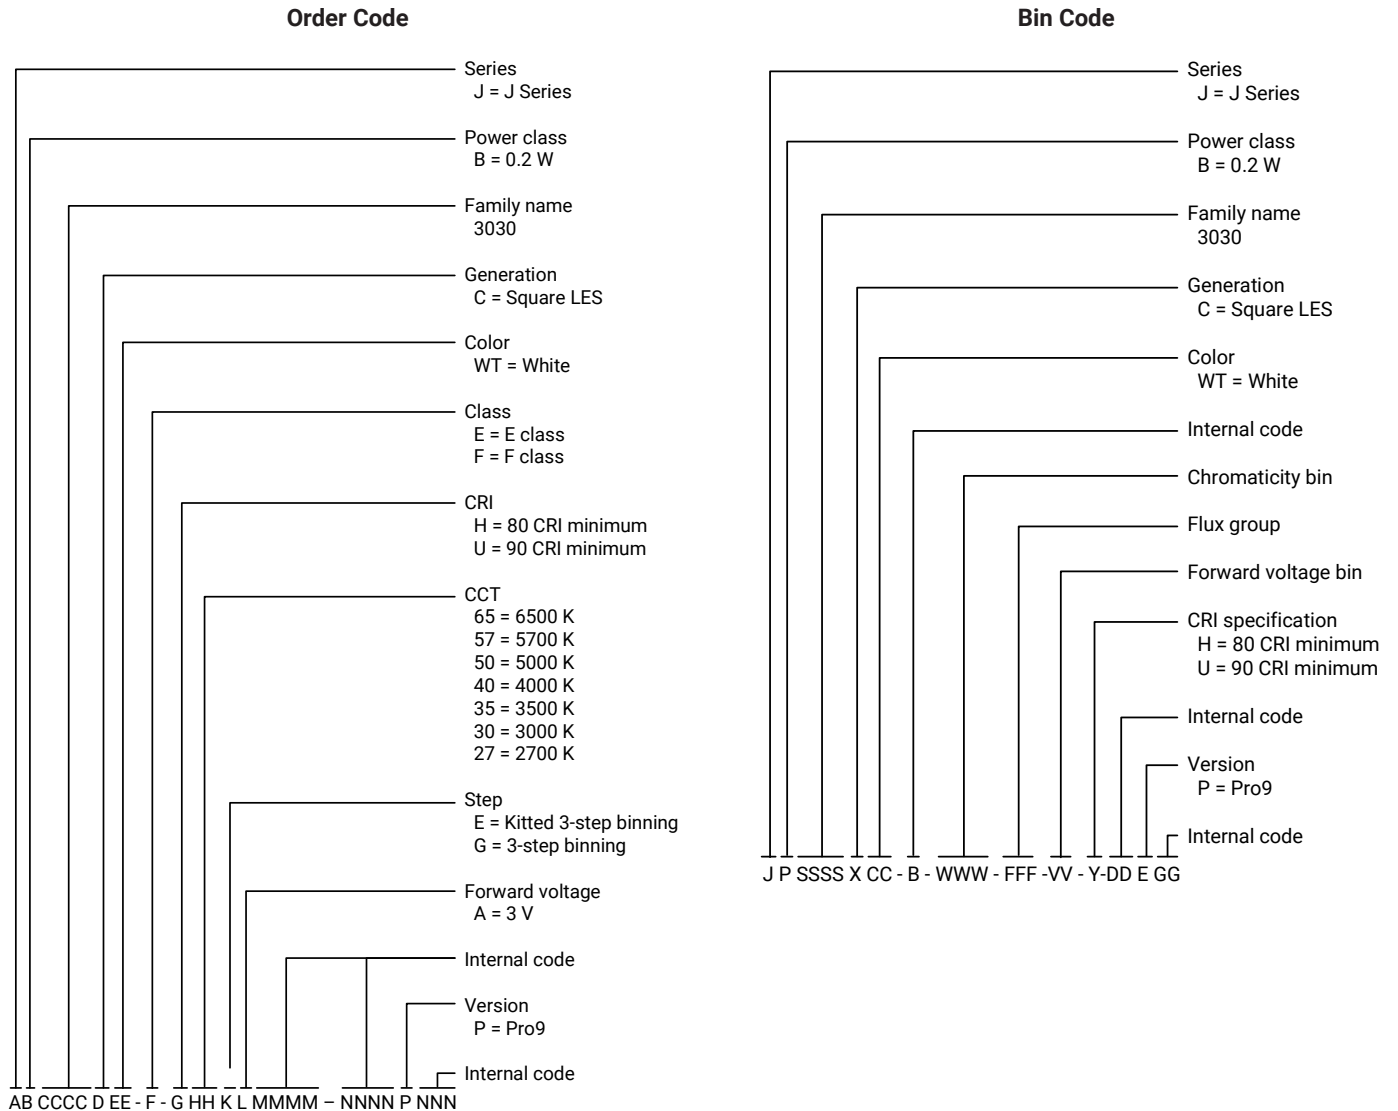 Order Code
Series
J = J Series
Power class
B = 0.2 W
Family name
3030
Generation
C = Square LES
Color
WT = White
Class
E = E class
F = F class
CRI
H = 80 CRI minimum
U = 90 CRI minimum
CCT
65 = 6500 K
57 = 5700 K
50 = 5000 K
40 = 4000 K
35 = 3500 K
30 = 3000 K
27 = 2700 K
Step
E = Kitted 3-step binning
G = 3-step binning
Forward voltage
A = 3 V
Internal code
Version
P = Pro9
Internal code
AB CCCC D EE - F - G HH K L MMMM – NNNN P NNN
Bin Code
Series
J = J Series
Power class
B = 0.2 W
Family name
3030
Generation
C = Square LES
Color
WT = White
Internal code
Chromaticity bin
Flux group
Forward voltage bin
CRI specification
H = 80 CRI minimum
U = 90 CRI minimum
Internal code
Version
P = Pro9
Internal code
J P SSSS X CC - B - WWW - FFF -VV - Y-DD E GG